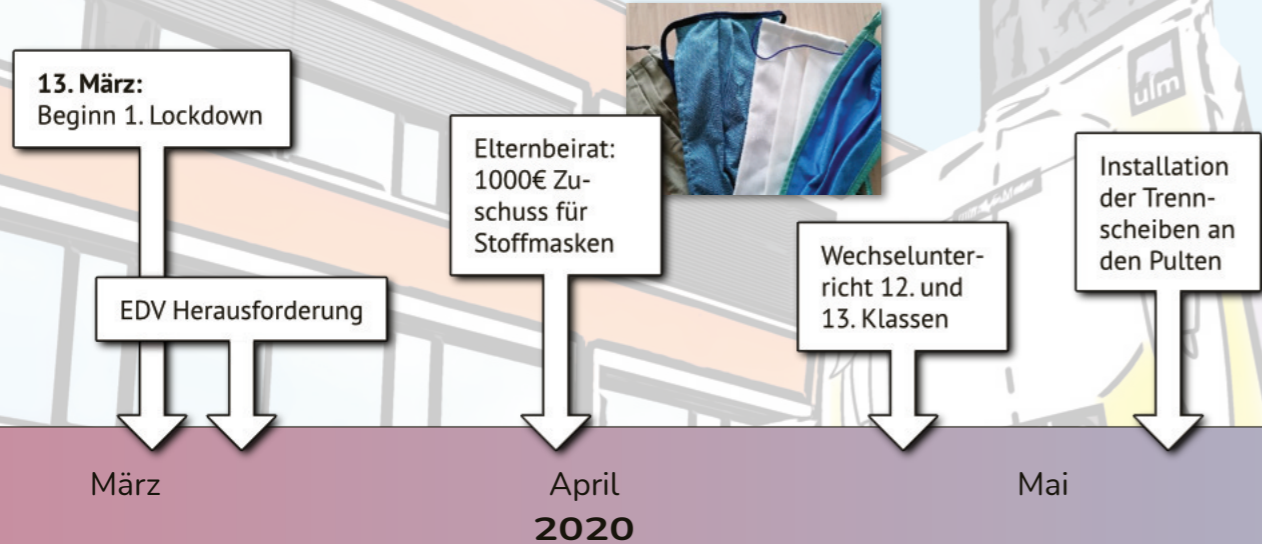 13. März:
Beginn 1. Lockdown
EDV Herausforderung
Elternbeirat:
1000€ Zu-
schuss für
Stoffmasken
ulm
Wechselunter-
richt 12. und
13. Klassen
Installation
der Trenn-
scheiben an
den Pulten
März
April
Mai
2020